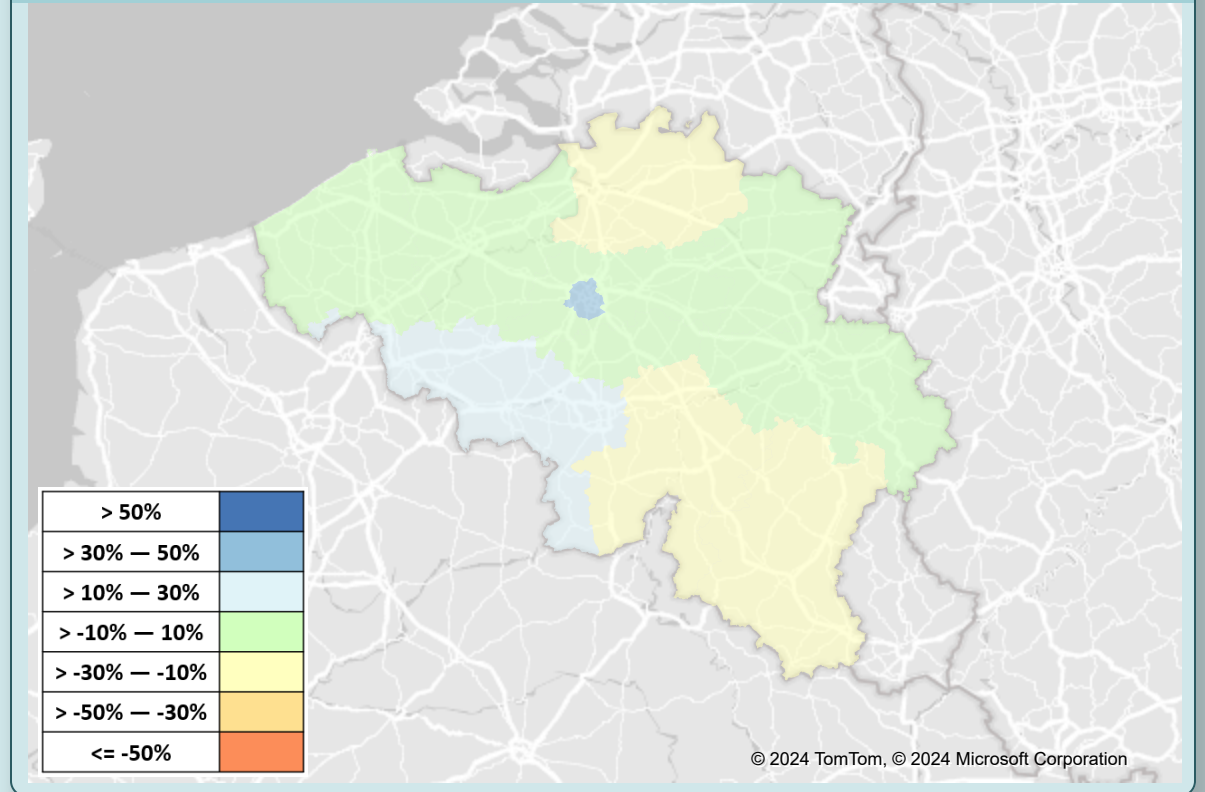 > 50%
> 30% — 50%
> 10% — 30%
> -10% — 10%
> -30% — -10%
> -50% — -30%
<= -50%
© 2024 TomTom, © 2024 Microsoft Corporation